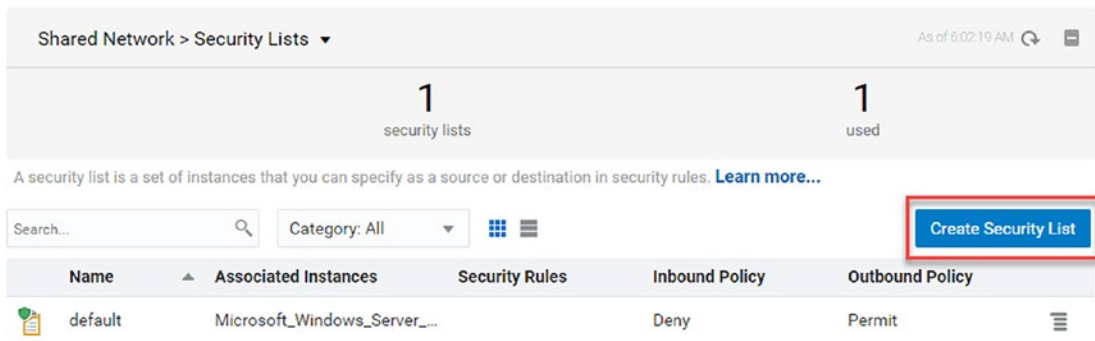 Shared Network > Security Lists
As of 6:02:19 AM
1
security lists
1
used
A security list is a set of instances that you can specify as a source or destination in security rules. Learn more...
Search...
Category: All
Create Security List
Name Associated Instances Security Rules Inbound Policy Outbound Policy
default Microsoft_Windows_Server_... Deny Permit